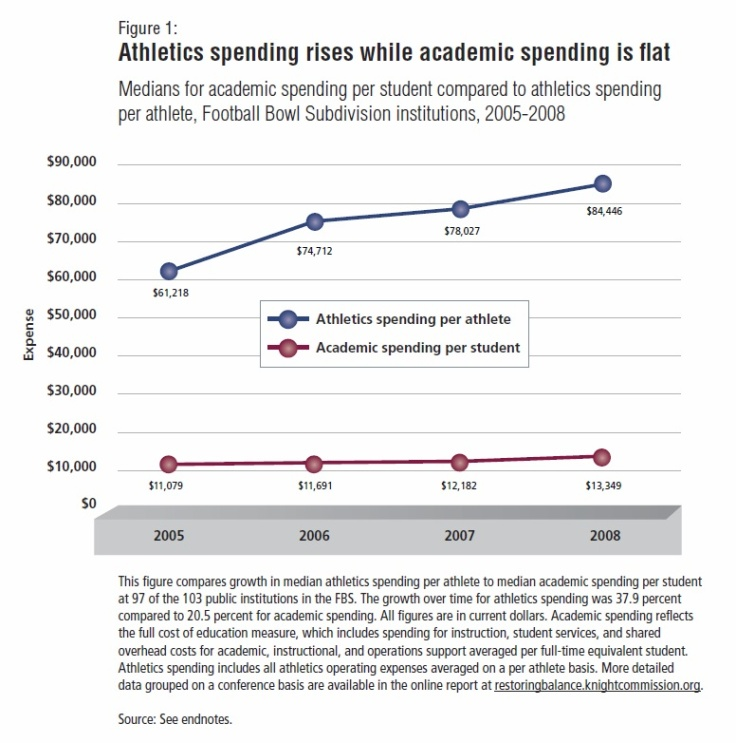 Figure 1:
Athletics spending rises while academic spending is flat
Medians for academic spending per student compared to athletics spending
per athlete, Football Bowl Subdivision institutions, 2005-2008
$90,000
$80,000
$84,446
$78,027
$70,000
$74,712
$60,000
$61,218
$50,000
Athletics spending per athlete
Expense
$40,000
Academic spending per student
$30,000
$20,000
$10,000
$11,079
$11,691
$12,182
$13,349
$0
2005
2006
2007
2008
This figure compares growth in median athletics spending per athlete to median academic spending per student
at 97 of the 103 public institutions in the FBS. The growth over time for athletics spending was 37.9 percent
compared to 20.5 percent for academic spending. All figures are in current dollars. Academic spending reflects
the full cost of education measure, which includes spending for instruction, student services, and shared
overhead costs for academic, instructional, and operations support averaged per full-time equivalent student.
Athletics spending includes all athletics operating expenses averaged on a per athlete basis. More detailed
data grouped on a conference basis are available in the online report at restoringbalance.knightcommission.org.
Source: See endnotes.